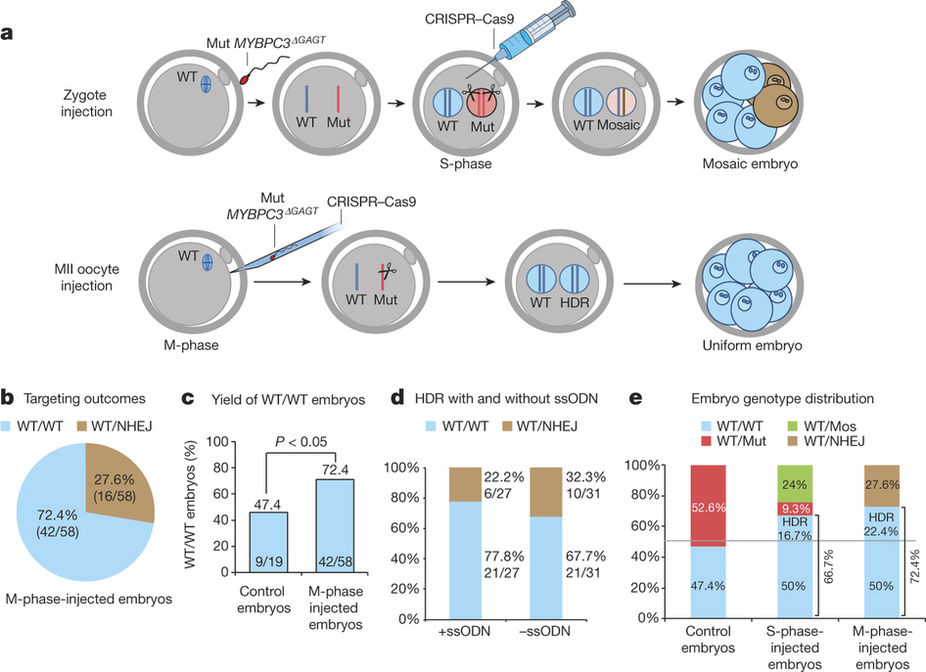 a
Mut MYBPC3ΔGAGT
CRISPR–Cas9
Zygote
injection
WT
WT Mut
WT Mut
WT Mosaic
S-phase
Mosaic embryo
Mut
MYBPC3ΔGAGT
CRISPR–Cas9
MII oocyte
injection
WT
WT Mut
WT HDR
M-phase
Uniform embryo
b Targeting outcomes
WT/WT WT/NHEJ
27.6%
(16/58)
72.4%
(42/58)
M-phase-injected embryos
c Yield of WT/WT embryos
WT/WT embryos (%)
100
80
60
40
20
0
P < 0.05
47.4
72.4
9/19
42/58
Control
embryos
M-phase
injected
embryos
d HDR with and without ssODN
WT/WT WT/NHEJ
100%
80%
60%
40%
20%
0%
22.2%
6/27
77.8%
21/27
32.3%
10/31
67.7%
21/31
+ssODN
–ssODN
e Embryo genotype distribution
WT/WT WT/Mos
WT/Mut WT/NHEJ
100%
80%
60%
40%
20%
0%
52.6%
47.4%
24%
9.3%
HDR
16.7%
50%
66.7%
27.6%
HDR
22.4%
50%
72.4%
Control
embryos
S-phase-
injected
embryos
M-phase-
injected
embryos